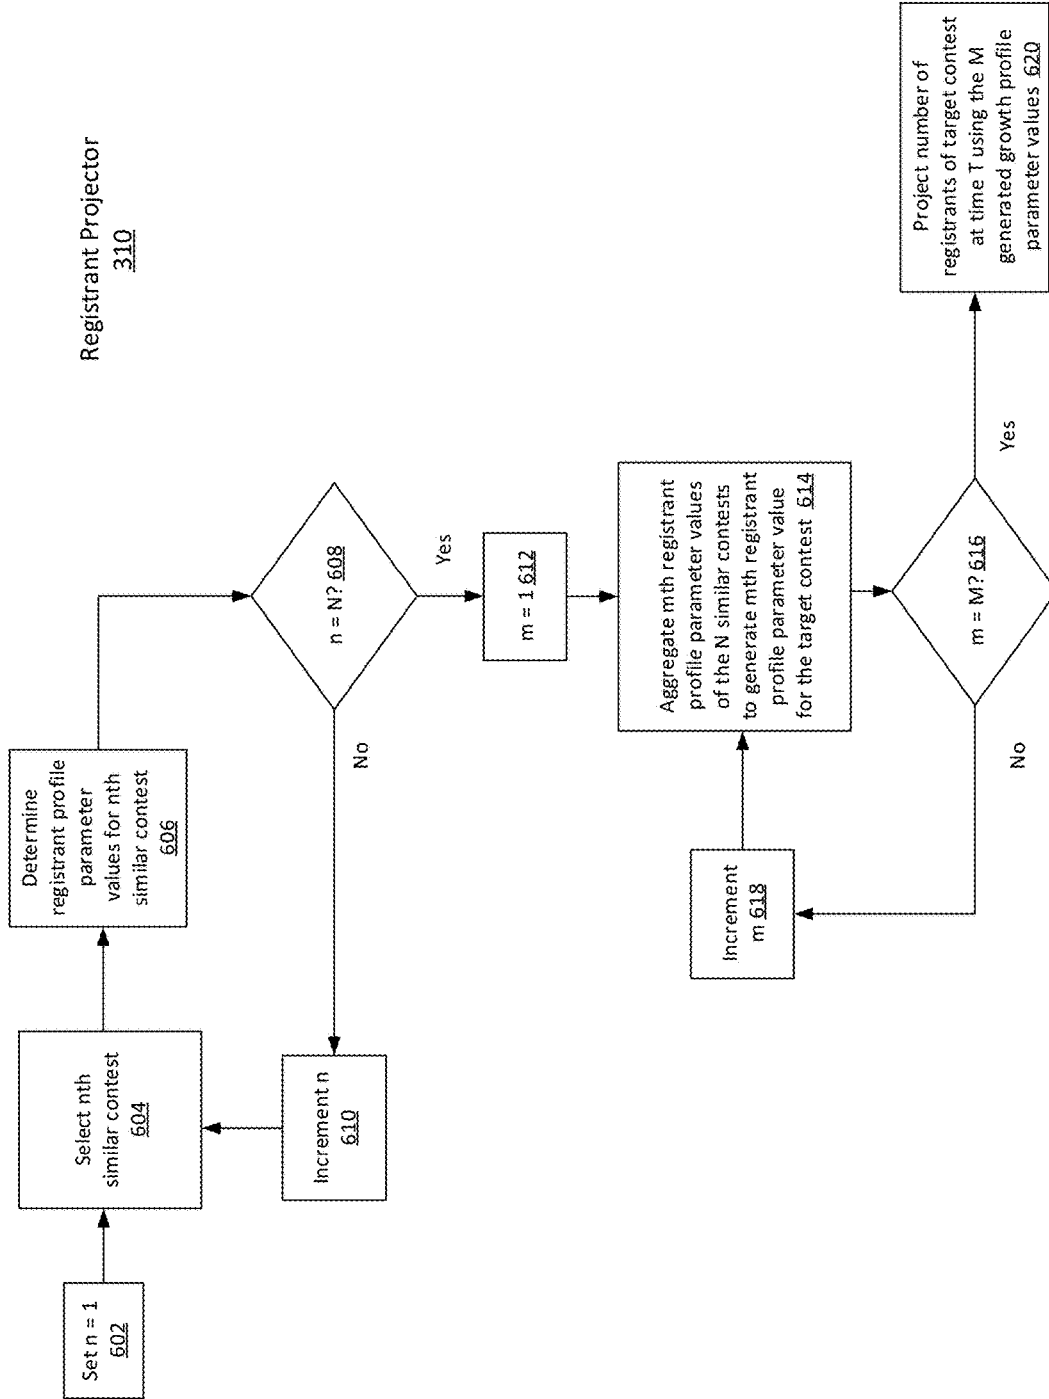 Registrant Projector
310
Set n = 1
602
Select nth
similar contest
604
Determine
registrant profile
parameter
values for nth
similar contest
606
n = N? 608
No
Increment n
610
Yes
m = 1 612
Aggregate mth registrant
profile parameter values
of the N similar contests
to generate mth registrant
profile parameter value
for the target contest 614
m = M? 616
No
Increment
m 618
Yes
Project number of
registrants of target contest
at time T using the M
generated growth profile
parameter values 620